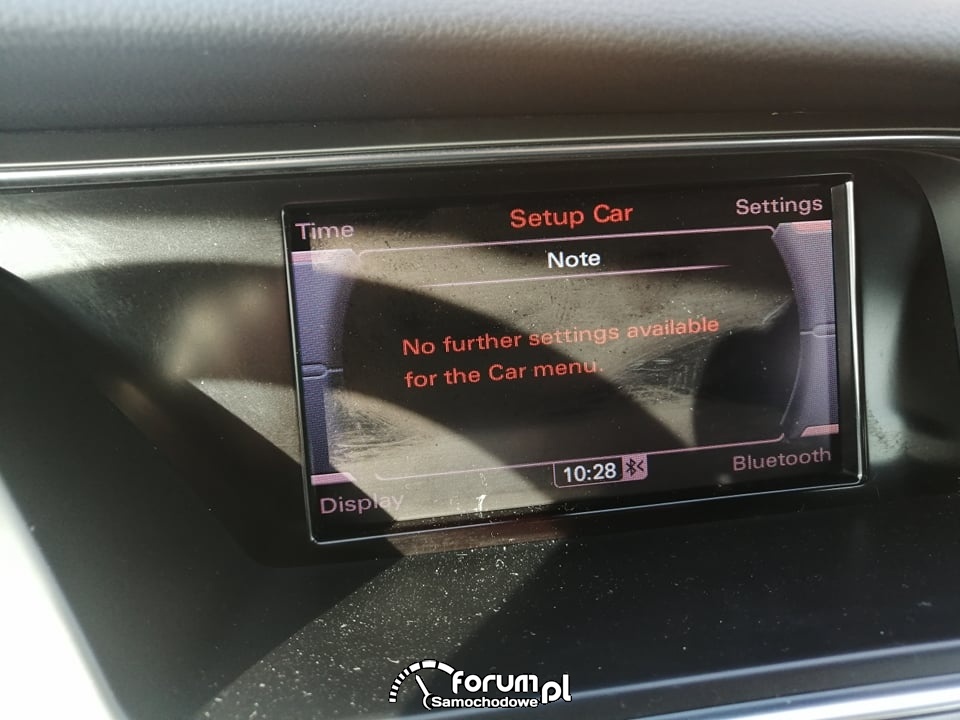 Time
Setup Car
Settings
Note
No further settings available
for the Car menu.
10:28
Display
Bluetooth
forum.pl
Samochodowe